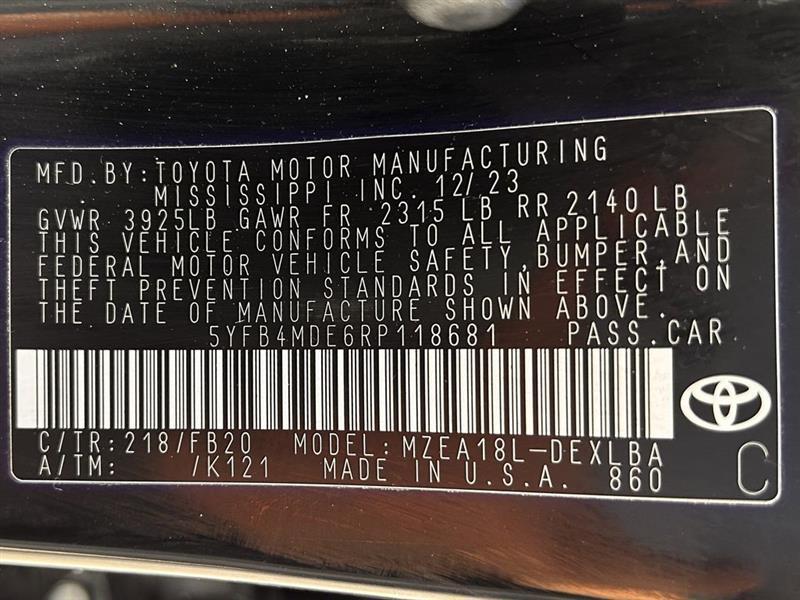 MFD.BY:TOYOTA MOTOR MANUFACTURING
MISSISSIPPI INC. 12/23
GVWR 3925LB GAWR FR 2315 LB RR 2140 LB
THIS VEHICLE CONFORMS TO ALL APPLICABLE
FEDERAL MOTOR VEHICLE SAFETY,BUMPER,AND
THEFT PREVENTION STANDARDS IN EFFECT ON
THE DATE OF MANUFACTURE SHOWN ABOVE.
5YFB4MDE6RP118681 PASS.CAR
C/TR:218/FB20 MODEL:MZEA18L-DEXLBA
A/TM: /K121 MADE IN U.S.A. 860 C